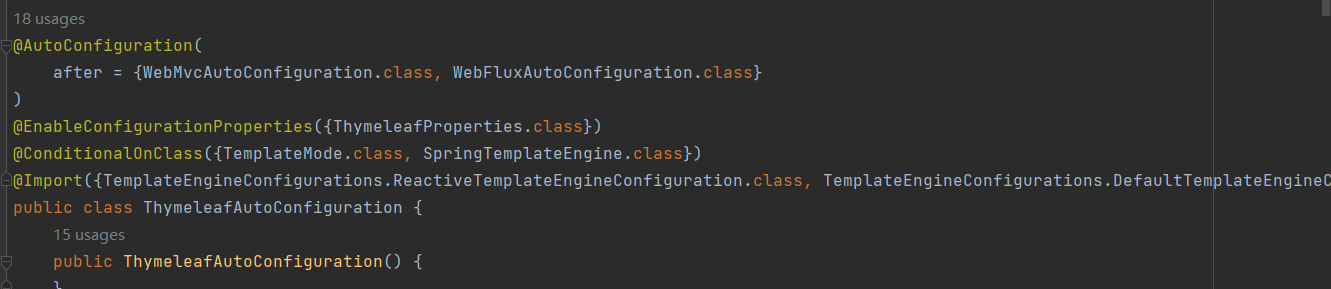 18 usages
@AutoConfiguration(
    after = {WebMvcAutoConfiguration.class, WebFluxAutoConfiguration.class}
)
@EnableConfigurationProperties({ThymeleafProperties.class})
@ConditionalOnClass({TemplateMode.class, SpringTemplateEngine.class})
@Import({TemplateEngineConfigurations.ReactiveTemplateEngineConfiguration.class, TemplateEngineConfigurations.DefaultTemplateEngineC
public class ThymeleafAutoConfiguration {
    15 usages
    public ThymeleafAutoConfiguration() {
    }